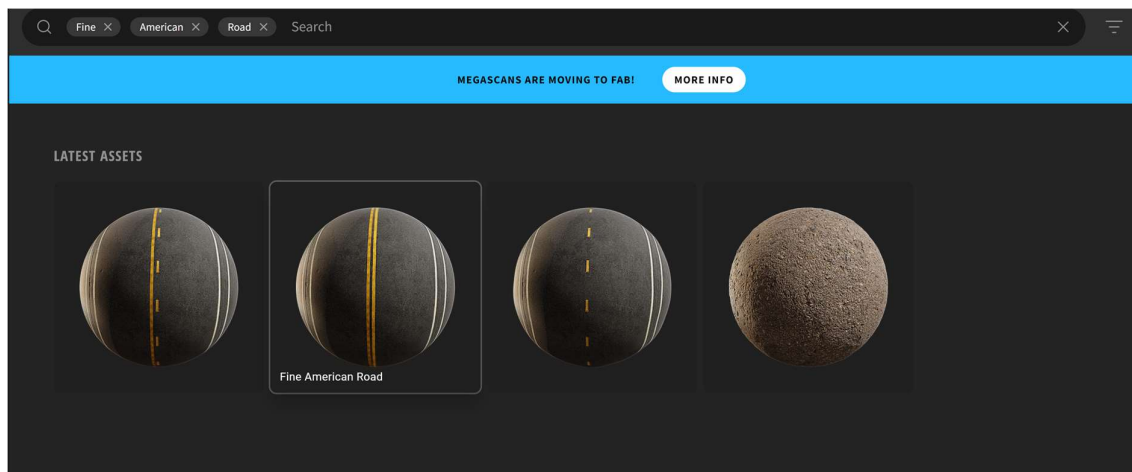 Fine American Road Search
MEGASCANS ARE MOVING TO FAB! MORE INFO
LATEST ASSETS
Fine American Road